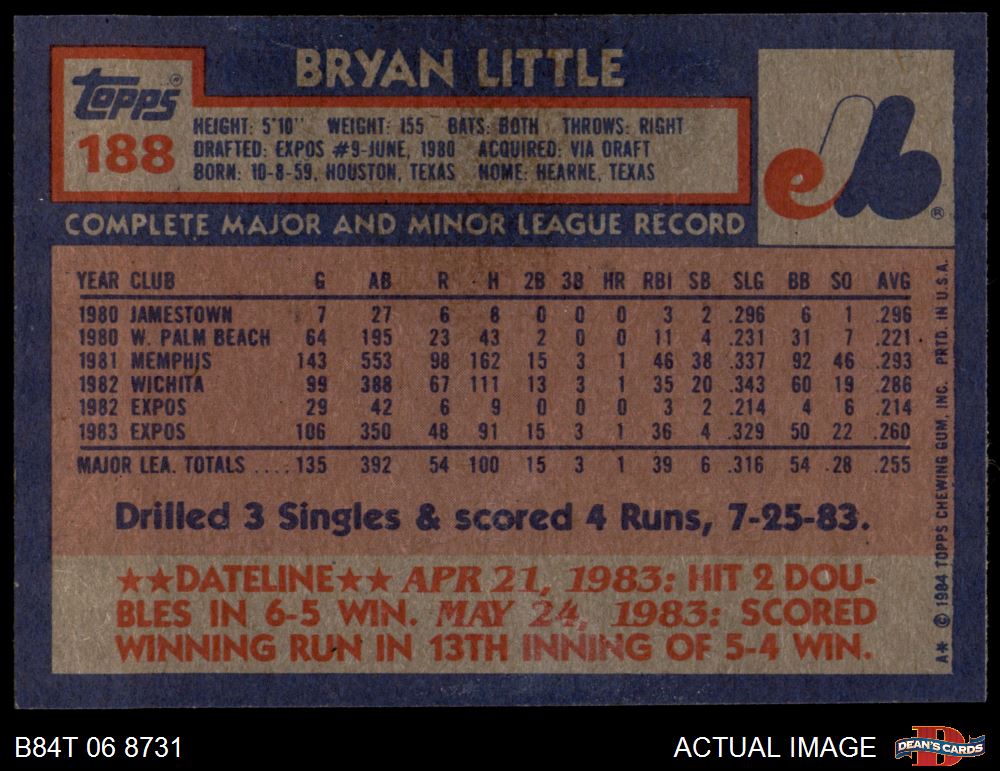 BRYAN LITTLE
Topps®
188
HEIGHT: 5'10" WEIGHT: 155 BATS: BOTH THROWS: RIGHT
DRAFTED: EXPOS #9-JUNE, 1980 ACQUIRED: VIA DRAFT
BORN: 10-8-59, HOUSTON, TEXAS HOME: HEARNE, TEXAS
eb®
COMPLETE MAJOR AND MINOR LEAGUE RECORD
YEAR CLUB G AB R H 2B 3B HR RBI SB SLG BB SO AVG
1980 JAMESTOWN 7 27 6 8 0 0 0 3 2 .296 6 1 .296
1980 W. PALM BEACH 64 195 23 43 2 0 0 11 4 .231 31 7 .221
1981 MEMPHIS 143 553 98 162 15 3 1 46 38 .337 92 46 .293
1982 WICHITA 99 388 67 111 13 3 1 35 20 .343 60 19 .286
1982 EXPOS 29 42 6 9 0 0 0 3 2 .214 4 6 .214
1983 EXPOS 106 350 48 91 15 3 1 36 4 .329 50 22 .260
MAJOR LEA. TOTALS ....135 392 54 100 15 3 1 39 6 .316 54 28 .255
Drilled 3 Singles & scored 4 Runs, 7-25-83.
★★DATELINE★★ APR 21, 1983: HIT 2 DOU-
BLES IN 6-5 WIN. MAY 24, 1983: SCORED
WINNING RUN IN 13TH INNING OF 5-4 WIN.
A* © 1984 TOPPS CHEWING GUM, INC. PRTD. IN U.S.A.
B84T 06 8731
ACTUAL IMAGE
D
DEAN'S CARDS